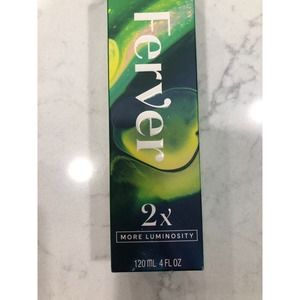 Ferver
2x
MORE LUMINOSITY
120 ML 4 FL OZ